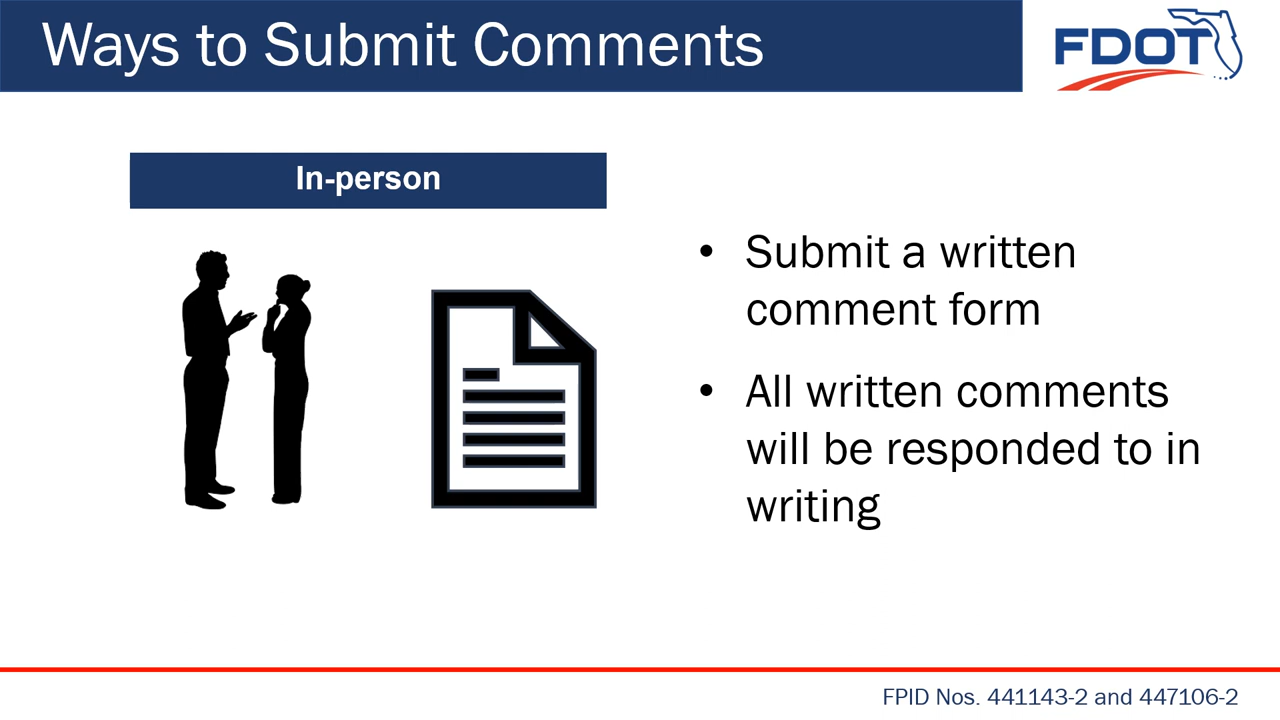 Ways to Submit Comments
FDOT
In-person
• Submit a written
comment form
• All written comments
will be responded to in
writing
FPID Nos. 441143-2 and 447106-2